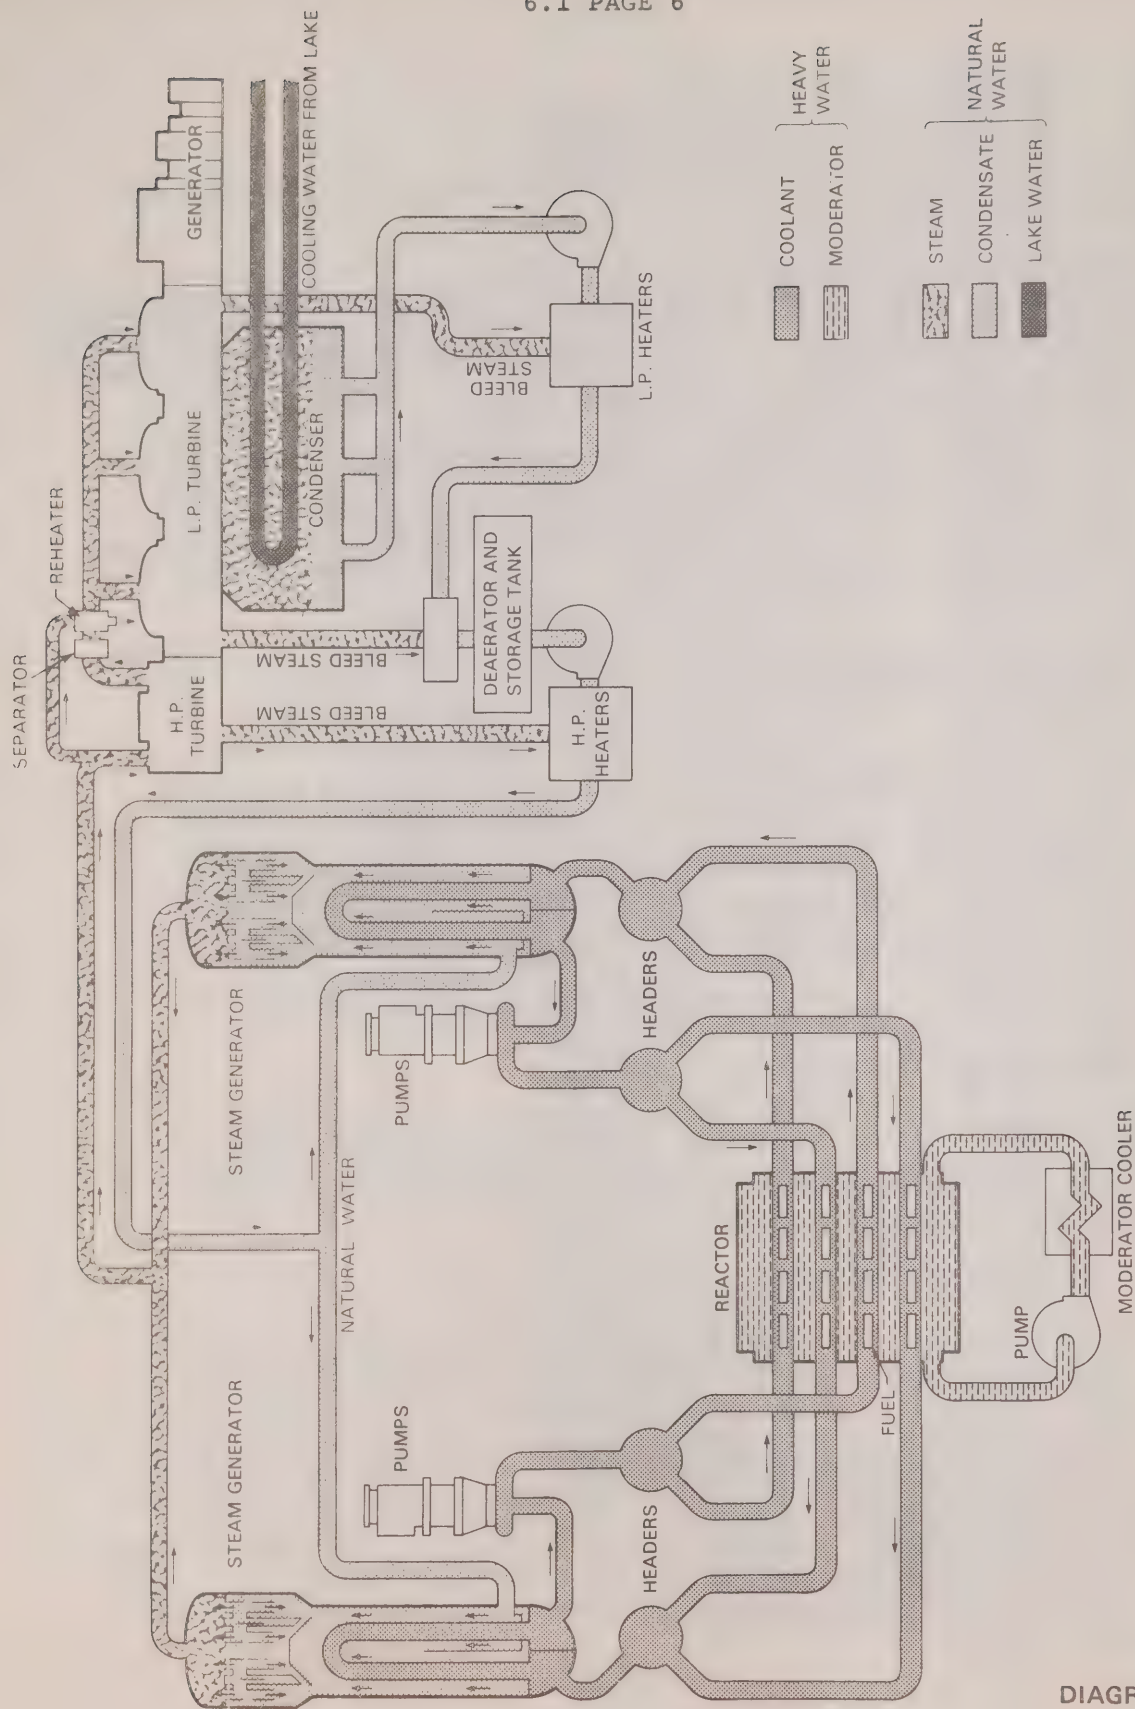 6.1 PAGE 6
SEPARATOR
REHEATER
H.P.
TURBINE
L.P. TURBINE
GENERATOR
COOLING WATER FROM LAKE
CONDENSER
BLEED STEAM
BLEED STEAM
BLEED
STEAM
DEAERATOR AND
STORAGE TANK
H.P.
HEATERS
L.P. HEATERS
STEAM GENERATOR
STEAM GENERATOR
NATURAL WATER
PUMPS
PUMPS
HEADERS
HEADERS
REACTOR
FUEL
PUMP
MODERATOR COOLER
COOLANT
MODERATOR
HEAVY
WATER
STEAM
CONDENSATE
LAKE WATER
NATURAL
WATER